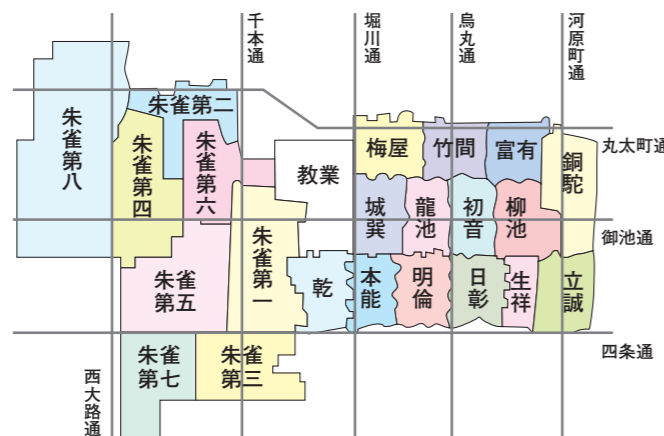 千本通
堀川通
烏丸通
河原町通
朱雀第八
朱雀第二
朱雀第四
朱雀第六
教業
梅屋
竹間
富有
銅駝
丸太町通
城巽
龍池
初音
柳池
御池通
朱雀
第五
朱雀第一
乾
本能
明倫
日彰
生祥
立誠
四条通
朱雀
第七
朱雀
第三
西大路通